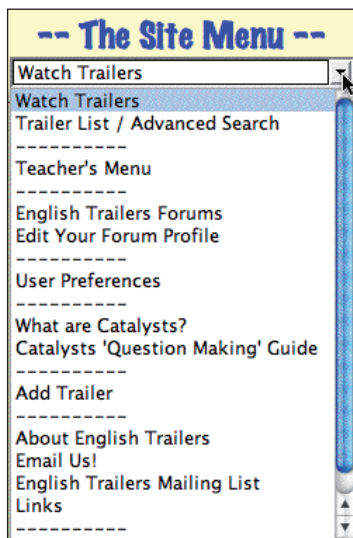 -- The Site Menu --
Watch Trailers
Watch Trailers
Trailer List / Advanced Search
----------
Teacher's Menu
----------
English Trailers Forums
Edit Your Forum Profile
----------
User Preferences
----------
What are Catalysts?
Catalysts 'Question Making' Guide
----------
Add Trailer
----------
About English Trailers
Email Us!
English Trailers Mailing List
Links
----------